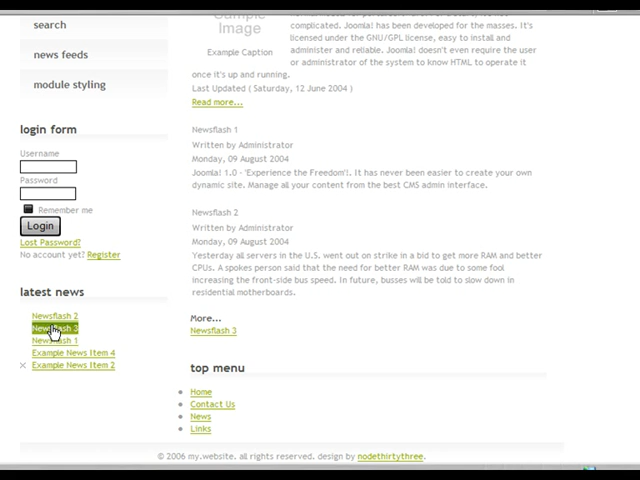 search
news feeds
module styling
login form
Username
Password
Remember me
Login
Lost Password?
No account yet? Register
latest news
Newsflash 2
Newsflash 3
Newsflash 1
Example News Item 4
Example News Item 2
Image
Example Caption
complicated. Joomla! has been developed for the masses. It's
licensed under the GNU/GPL license, easy to install and
administer and reliable. Joomla! doesn't even require the user
or administrator of the system to know HTML to operate it
once it's up and running.
Last Updated ( Saturday, 12 June 2004 )
Read more...
Newsflash 1
Written by Administrator
Monday, 09 August 2004
Joomla! 1.0 - 'Experience the Freedom'!. It has never been easier to create your own
dynamic site. Manage all your content from the best CMS admin interface.
Newsflash 2
Written by Administrator
Monday, 09 August 2004
Yesterday all servers in the U.S. went out on strike in a bid to get more RAM and better
CPUs. A spokes person said that the need for better RAM was due to some fool
increasing the front-side bus speed. In future, busses will be told to slow down in
residential motherboards.
More...
Newsflash 3
top menu
Home
Contact Us
News
Links
© 2006 my.website. all rights reserved. design by nodethirtythree.